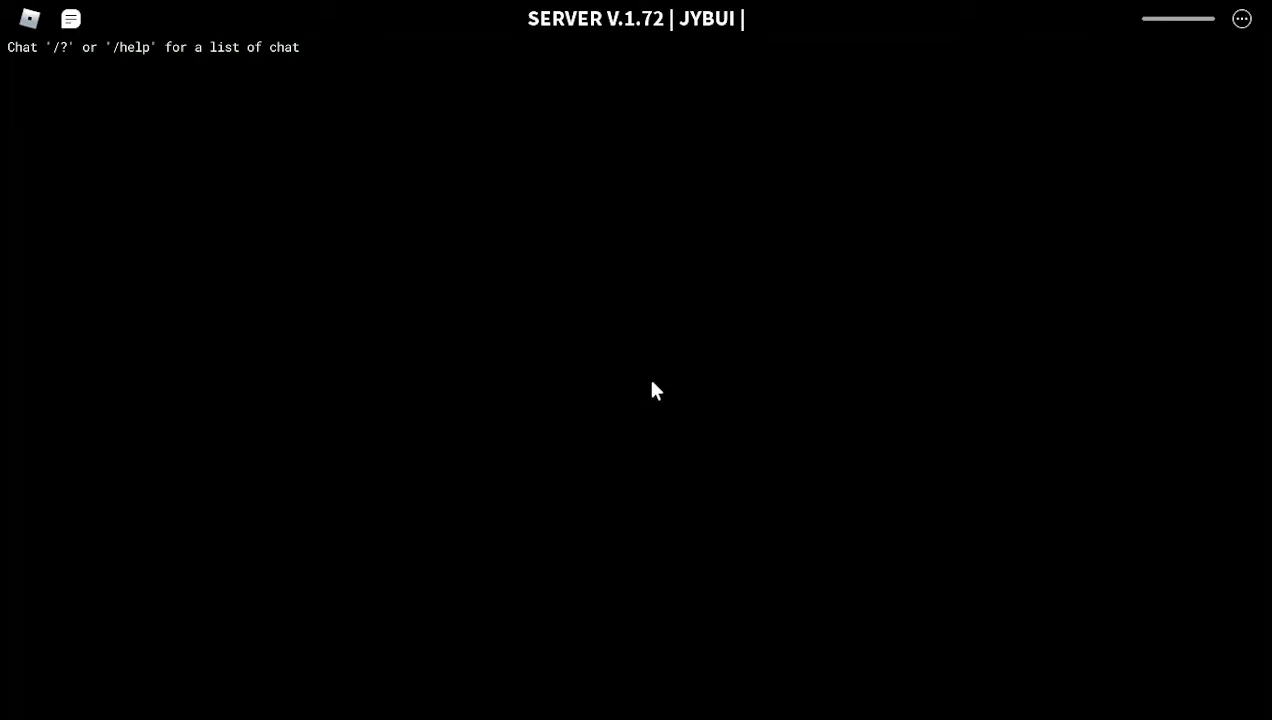 SERVER V.1.72 | JYBUI |
Chat '/?' or '/help' for a list of chat